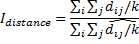 I_{distance} = \frac{\sum_i \sum_j d_{ij}/k}{\sum_i \sum_j \widehat{d_{ij}}/k}